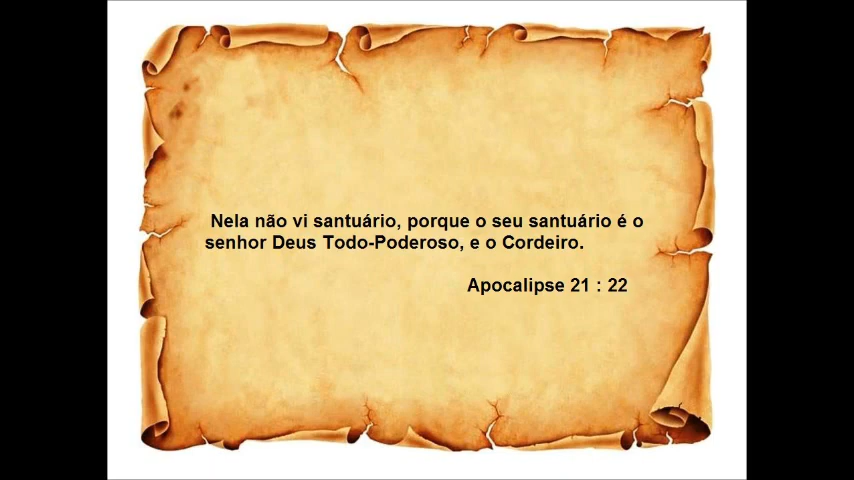 Nela não vi santuário, porque o seu santuário é o
senhor Deus Todo-Poderoso, e o Cordeiro.
Apocalipse 21 : 22